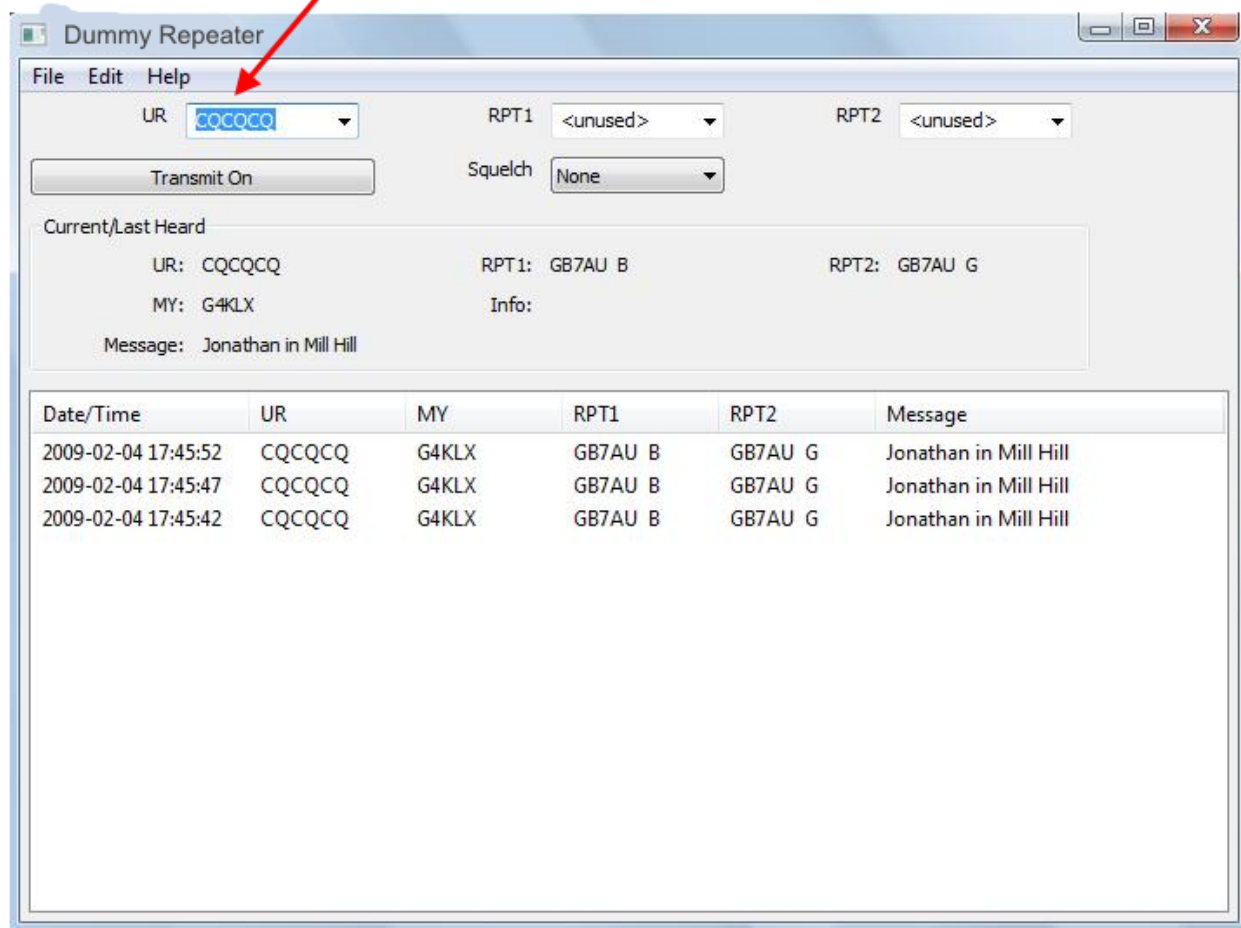 Dummy Repeater
File Edit Help
UR CQCQCQ RPT1 <unused> RPT2 <unused>
Transmit On Squelch None
Current/Last Heard
UR: CQCQCQ RPT1: GB7AU B RPT2: GB7AU G
MY: G4KLX Info:
Message: Jonathan in Mill Hill
Date/Time UR MY RPT1 RPT2 Message
2009-02-04 17:45:52 CQCQCQ G4KLX GB7AU B GB7AU G Jonathan in Mill Hill
2009-02-04 17:45:47 CQCQCQ G4KLX GB7AU B GB7AU G Jonathan in Mill Hill
2009-02-04 17:45:42 CQCQCQ G4KLX GB7AU B GB7AU G Jonathan in Mill Hill